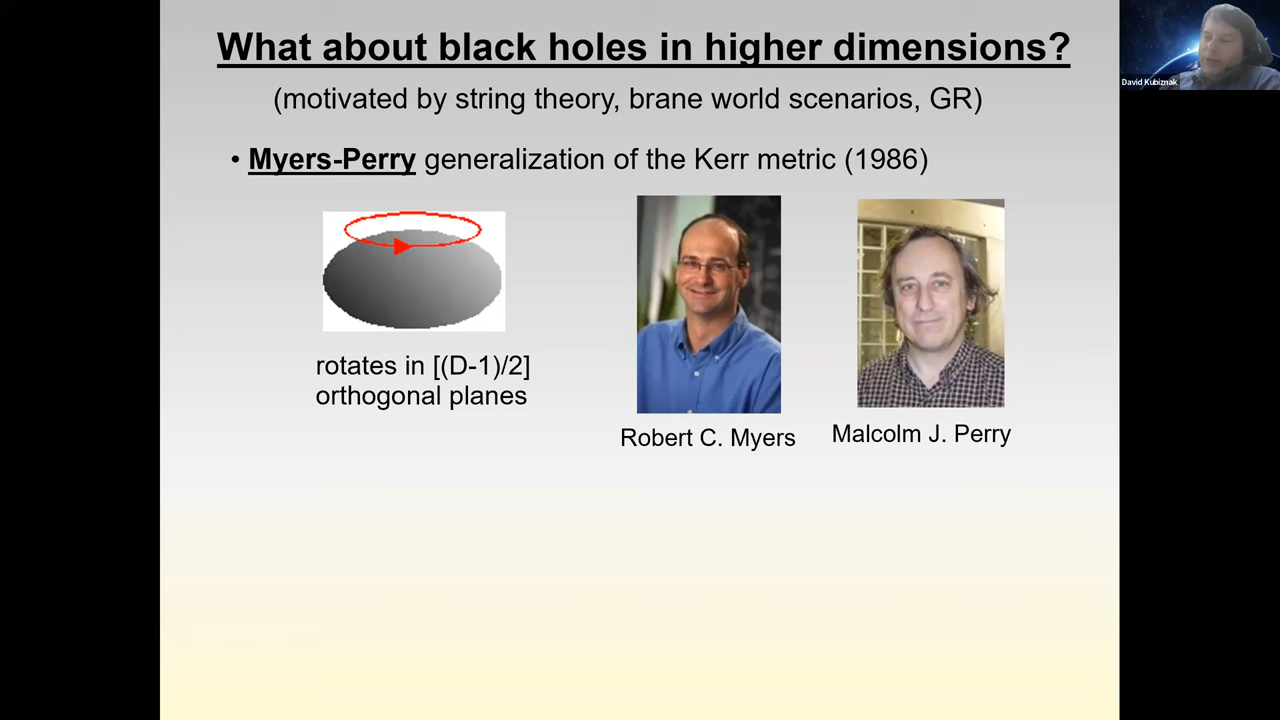 What about black holes in higher dimensions?
(motivated by string theory, brane world scenarios, GR)
• Myers-Perry generalization of the Kerr metric (1986)
rotates in [(D-1)/2]
orthogonal planes
Robert C. Myers
Malcolm J. Perry
David Kubiznak